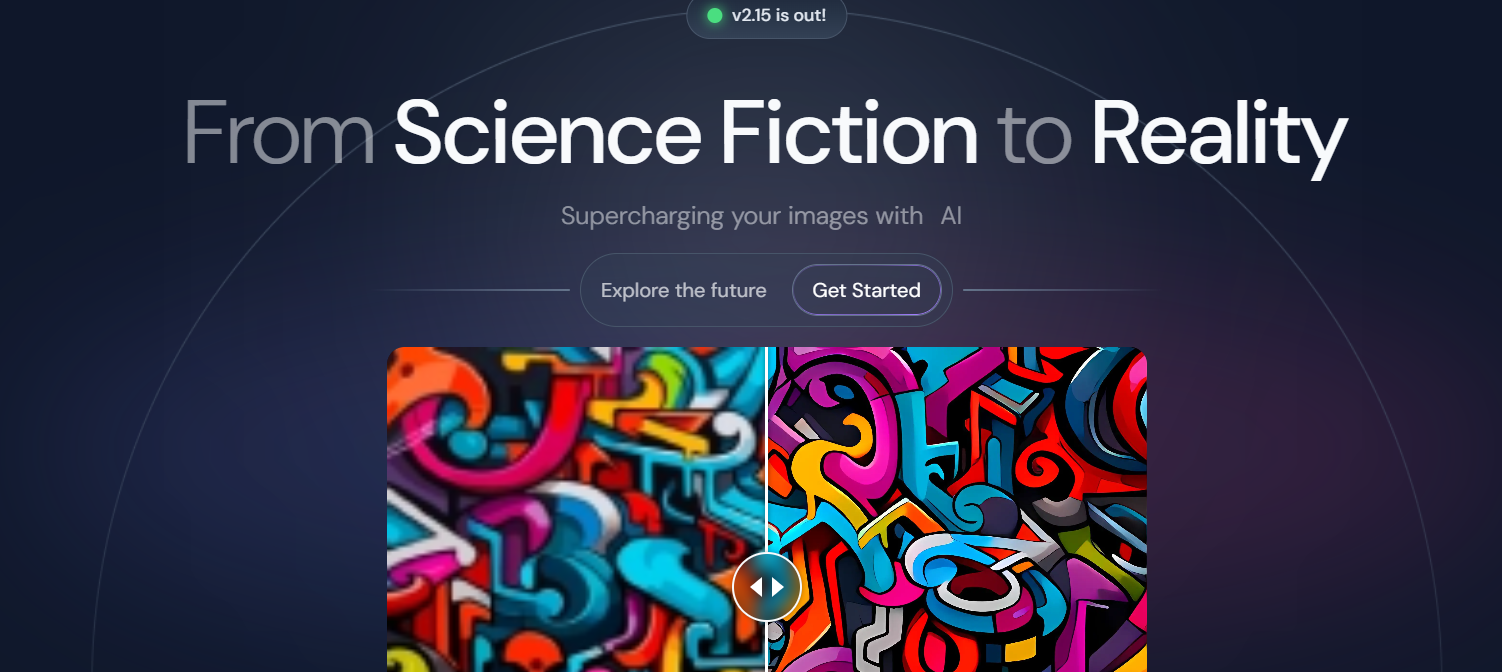 v2.15 is out!
From Science Fiction to Reality
Supercharging your images with AI
Explore the future Get Started